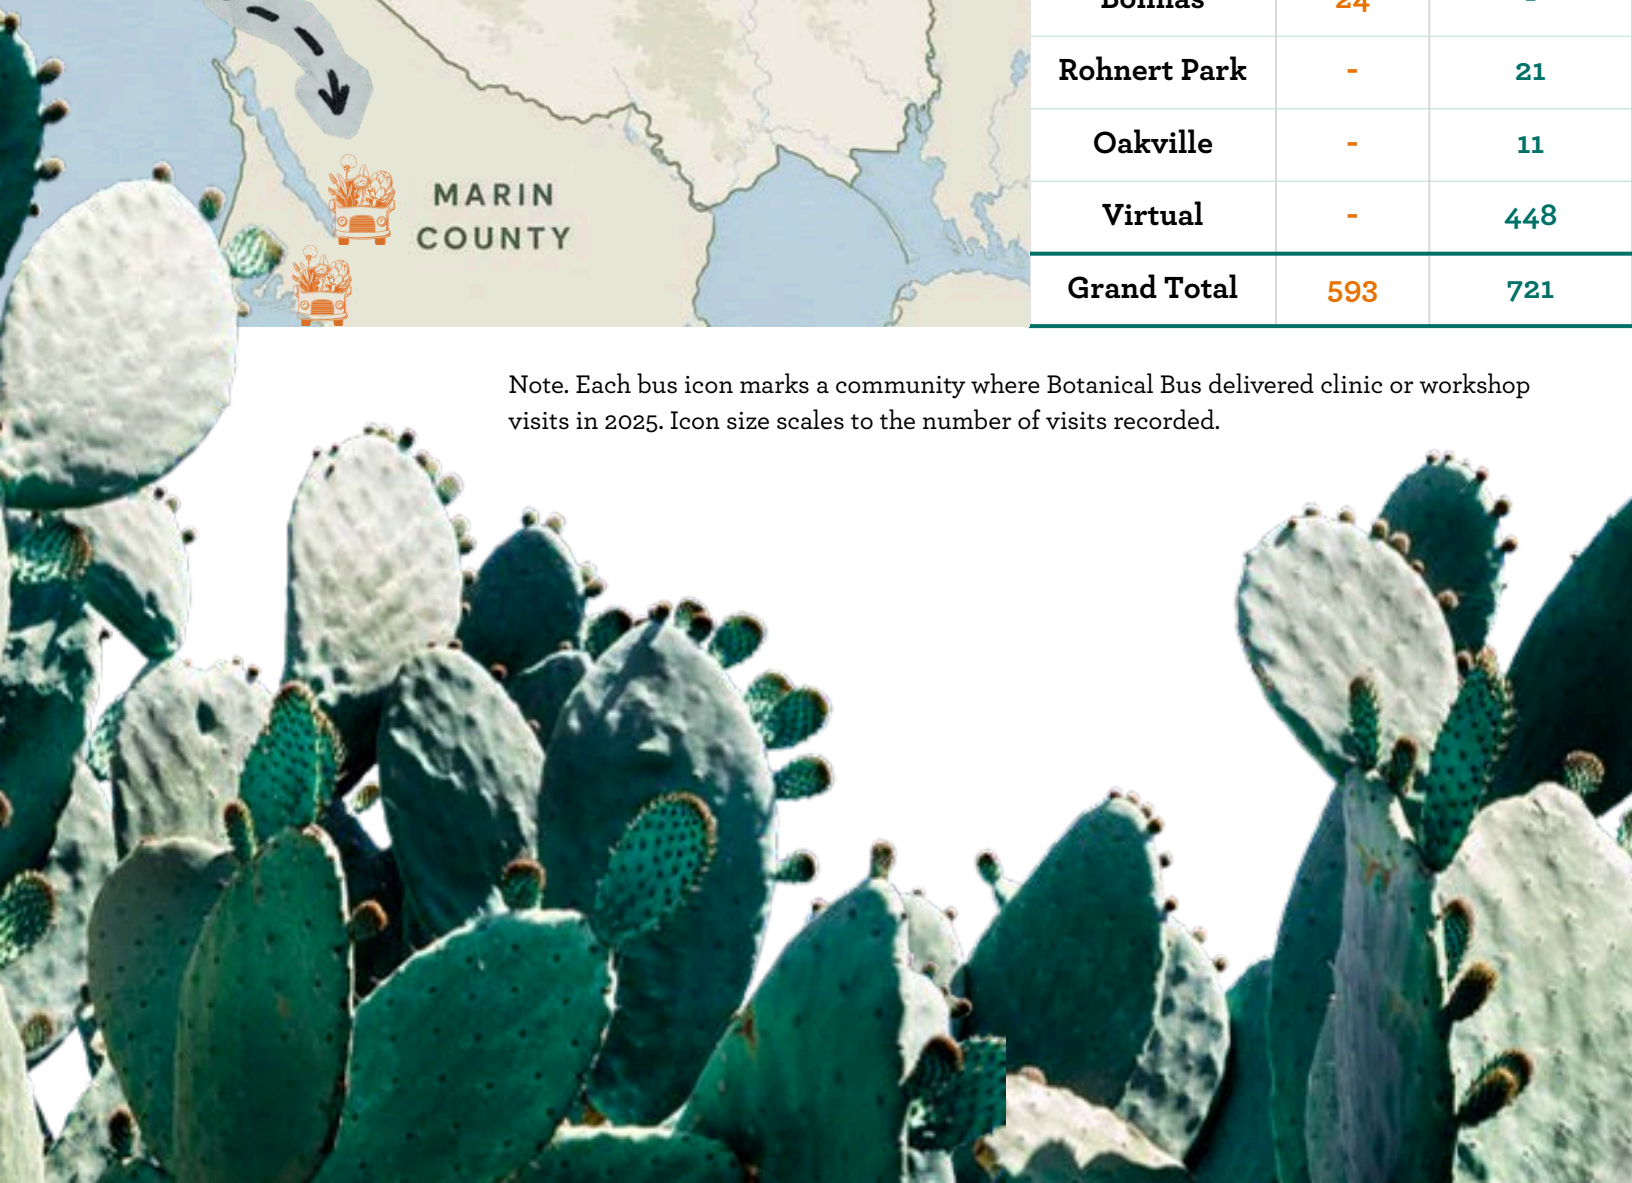 MARIN
COUNTY
Bolinas 24 -
Rohnert Park - 21
Oakville - 11
Virtual - 448
Grand Total 593 721
Note. Each bus icon marks a community where Botanical Bus delivered clinic or workshop
visits in 2025. Icon size scales to the number of visits recorded.